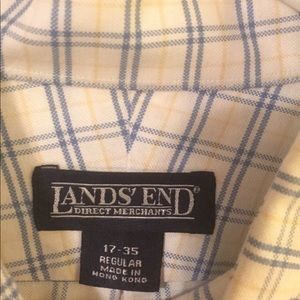 LANDS' END®
DIRECT MERCHANTS
17-35
REGULAR
MADE IN
HONG KONG